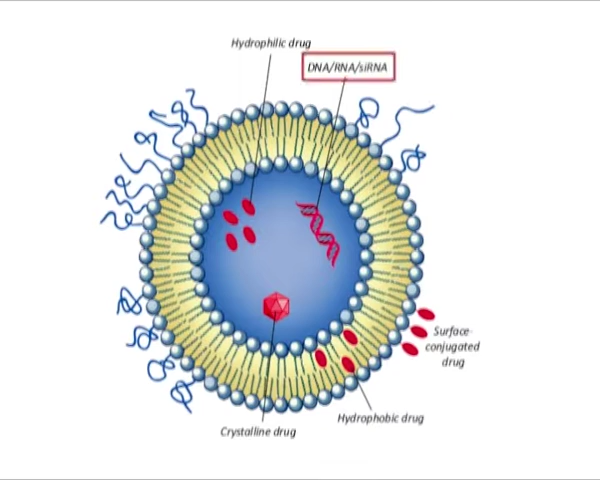 Hydrophilic drug
DNA/RNA/siRNA
Surface-
conjugated
drug
Hydrophobic drug
Crystalline drug